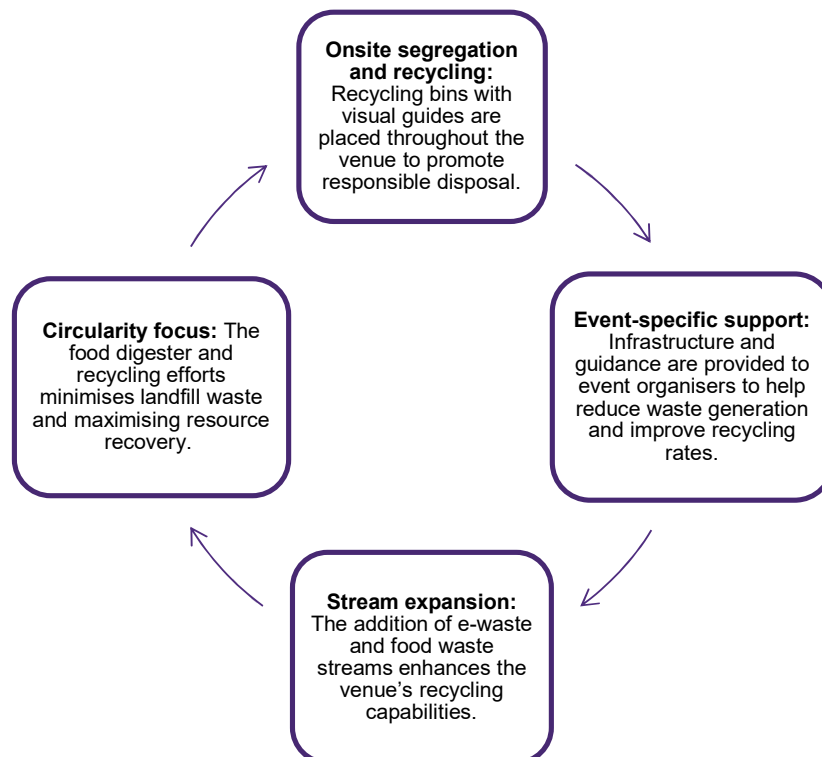 Onsite segregation
and recycling:
Recycling bins with
visual guides are
placed throughout the
venue to promote
responsible disposal.
Event-specific support:
Infrastructure and
guidance are provided to
event organisers to help
reduce waste generation
and improve recycling
rates.
Stream expansion:
The addition of e-waste
and food waste
streams enhances the
venue's recycling
capabilities.
Circularity focus: The
food digester and
recycling efforts
minimises landfill waste
and maximising resource
recovery.